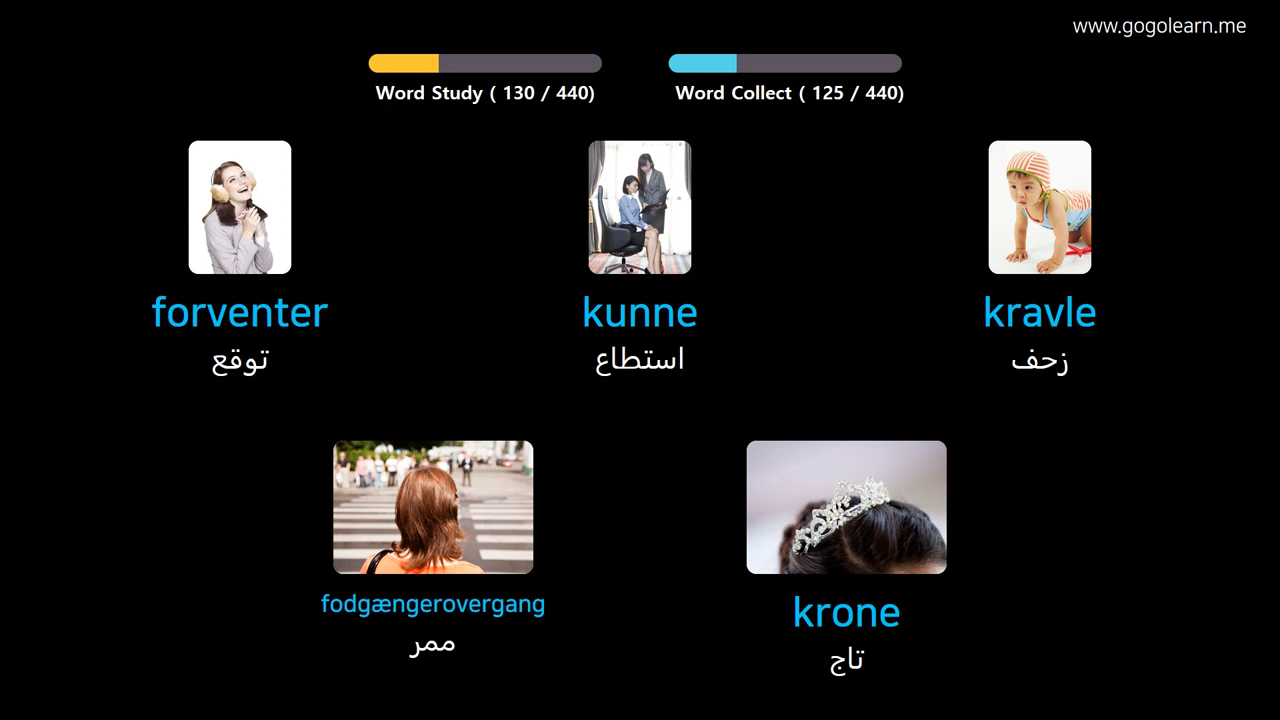 www.gogolearn.me
Word Study ( 130 / 440)
Word Collect ( 125 / 440)
forventer
توقع
kunne
استطاع
kravle
زحف
fodgængerovergang
ممر
krone
تاج